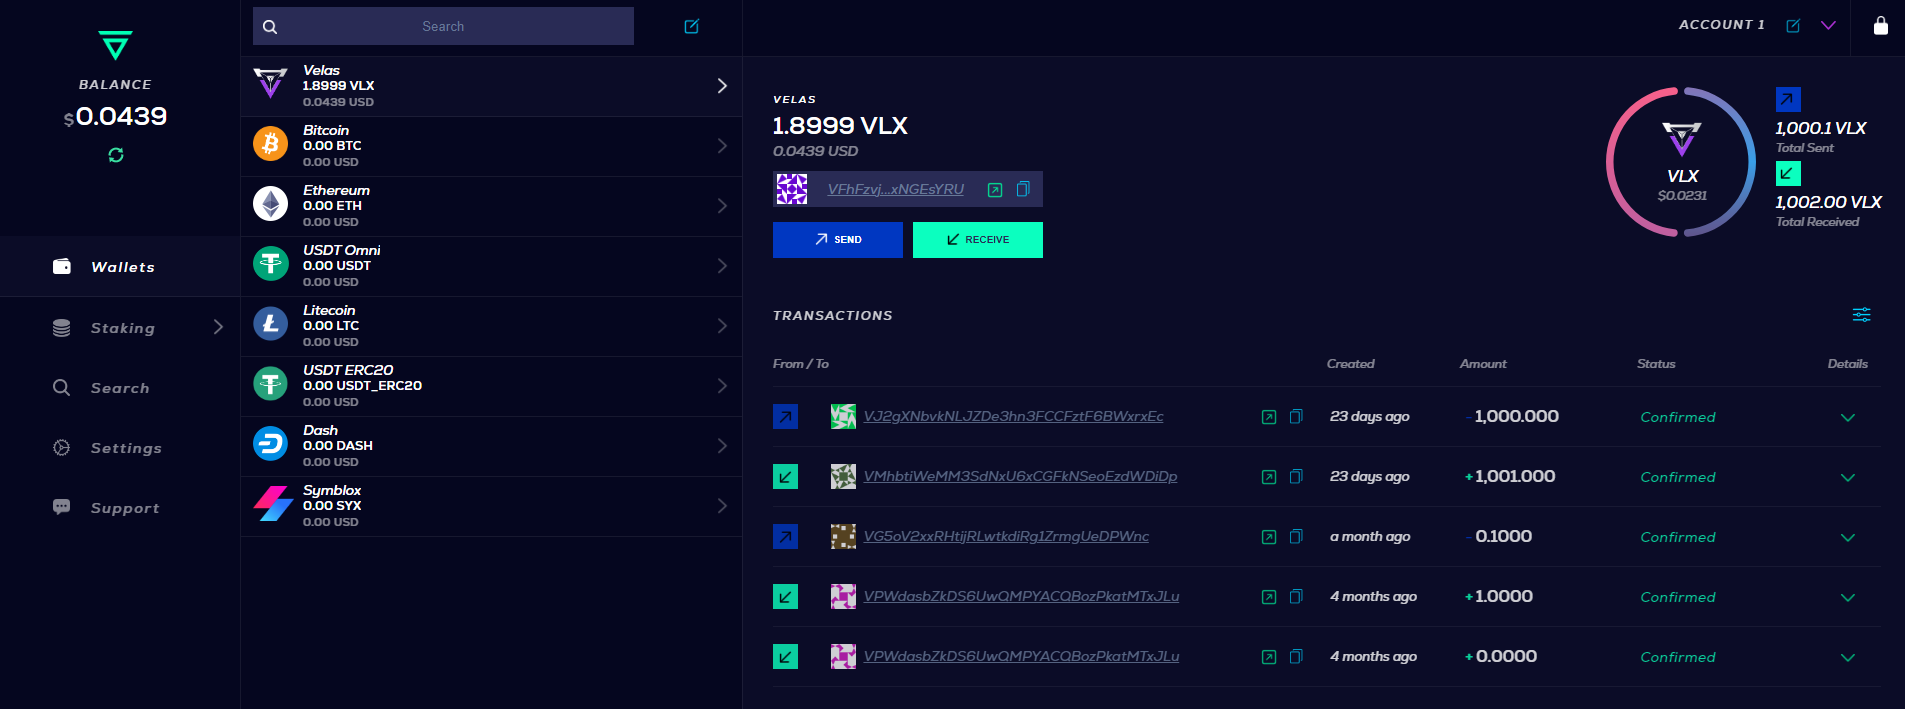 BALANCE
$0.0439
Wallets
Staking
Search
Settings
Support
Search
Velas
1.8999 VLX
0.0439 USD
Bitcoin
0.00 BTC
0.00 USD
Ethereum
0.00 ETH
0.00 USD
USDT Omni
0.00 USDT
0.00 USD
Litecoin
0.00 LTC
0.00 USD
USDT ERC20
0.00 USDT_ERC20
0.00 USD
Dash
0.00 DASH
0.00 USD
Symblox
0.00 SYX
0.00 USD
ACCOUNT 1
VELAS
1.8999 VLX
0.0439 USD
VFhFzvj...xNGEsYRU
SEND
RECEIVE
VLX
$0.0231
1,000.1 VLX
Total Sent
1,002.00 VLX
Total Received
TRANSACTIONS
From / To Created Amount Status Details
VJ2gXNbvkNLJZDe3hn3FCCFztF6BWxrxEc 23 days ago -1,000.000 Confirmed
VMhbtiWeMM3SdNxU6xCGFkNSeoEzdWDiDp 23 days ago +1,001.000 Confirmed
VG5oV2xxRHtijRLwtkdiRg1ZrmgUeDPWnc a month ago -0.1000 Confirmed
VPWdasbZkDS6UwQMPYACQBozPkatMTxJLu 4 months ago +1.0000 Confirmed
VPWdasbZkDS6UwQMPYACQBozPkatMTxJLu 4 months ago +0.0000 Confirmed